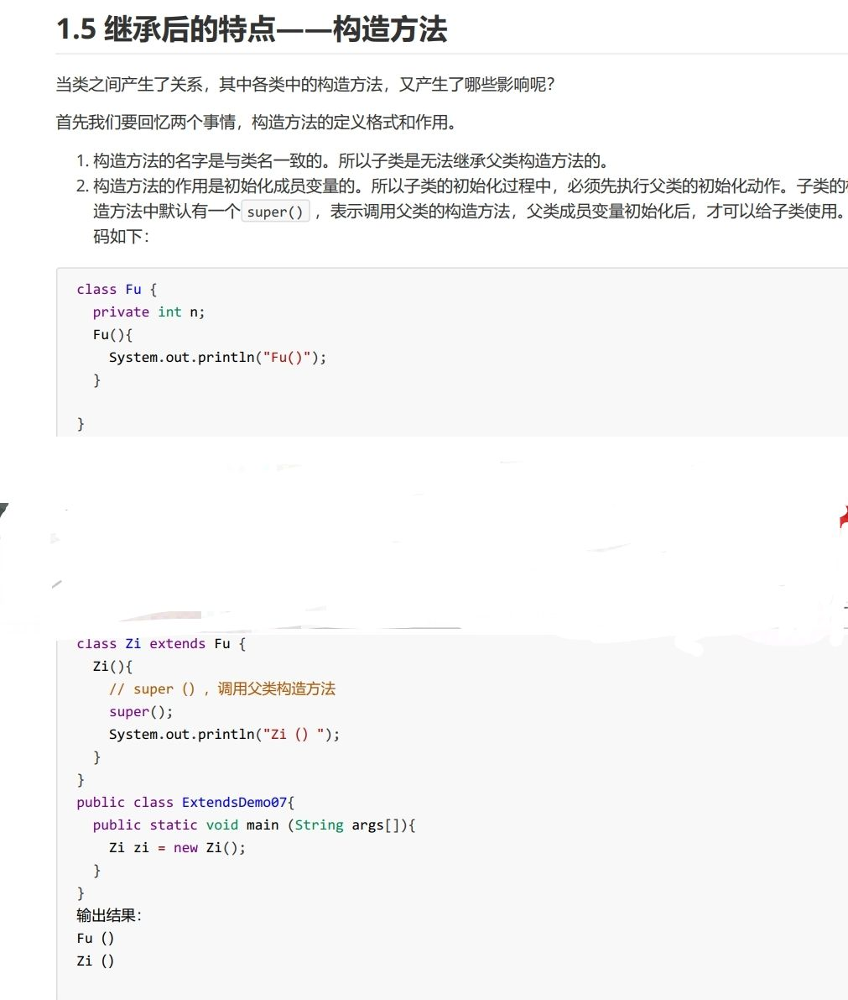 1.5 继承后的特点——构造方法
当类之间产生了关系，其中各类中的构造方法，又产生了哪些影响呢？
首先我们要回忆两个事情，构造方法的定义格式和作用。
1. 构造方法的名字是与类名一致的。所以子类是无法继承父类构造方法的。
2. 构造方法的作用是初始化成员变量的。所以子类的初始化过程中，必须先执行父类的初始化动作。子类的
造方法中默认有一个 super() ，表示调用父类的构造方法，父类成员变量初始化后，才可以给子类使用。
码如下：
class Fu {
  private int n;
  Fu(){
    System.out.println("Fu()");
  }
}
class Zi extends Fu {
  Zi(){
    // super () ，调用父类构造方法
    super();
    System.out.println("Zi () ");
  }
}
public class ExtendsDemo07{
  public static void main (String args[]){
    Zi zi = new Zi();
  }
}
输出结果：
Fu ()
Zi ()